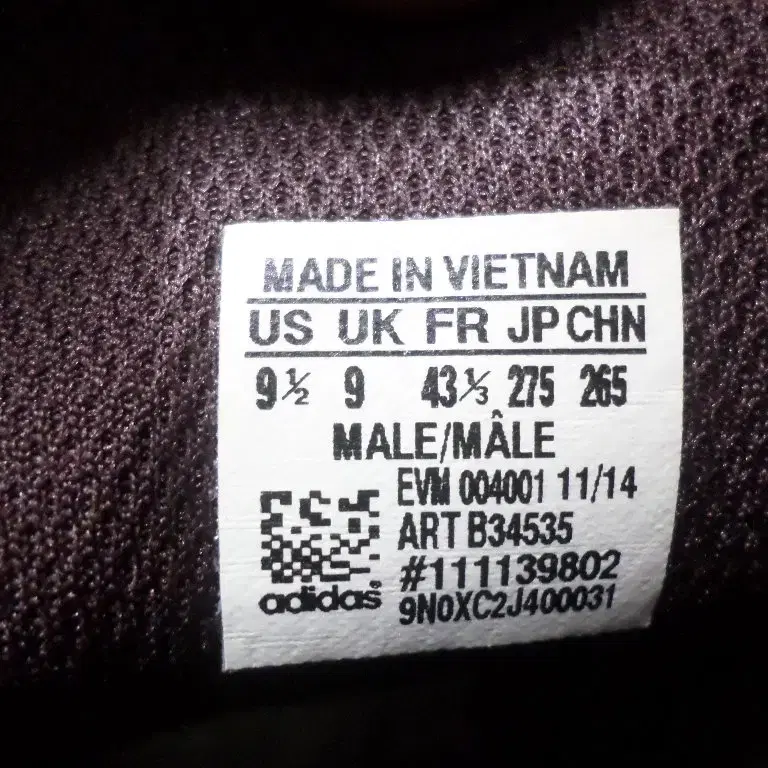 MADE IN VIETNAM
US UK FR JP CHN
9½ 9 43⅓ 275 265
MALE/MÂLE
EVM 004001 11/14
ART B34535
#111139802
adidas®
9N0XC2J400031